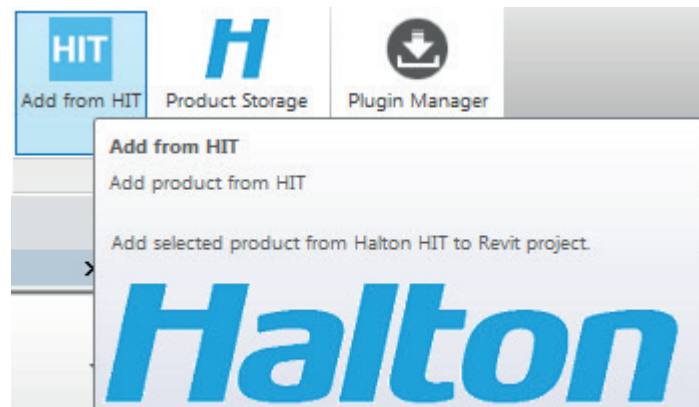 HIT
H
Add from HIT
Product Storage
Plugin Manager
Add from HIT
Add product from HIT
Add selected product from Halton HIT to Revit project.
Halton